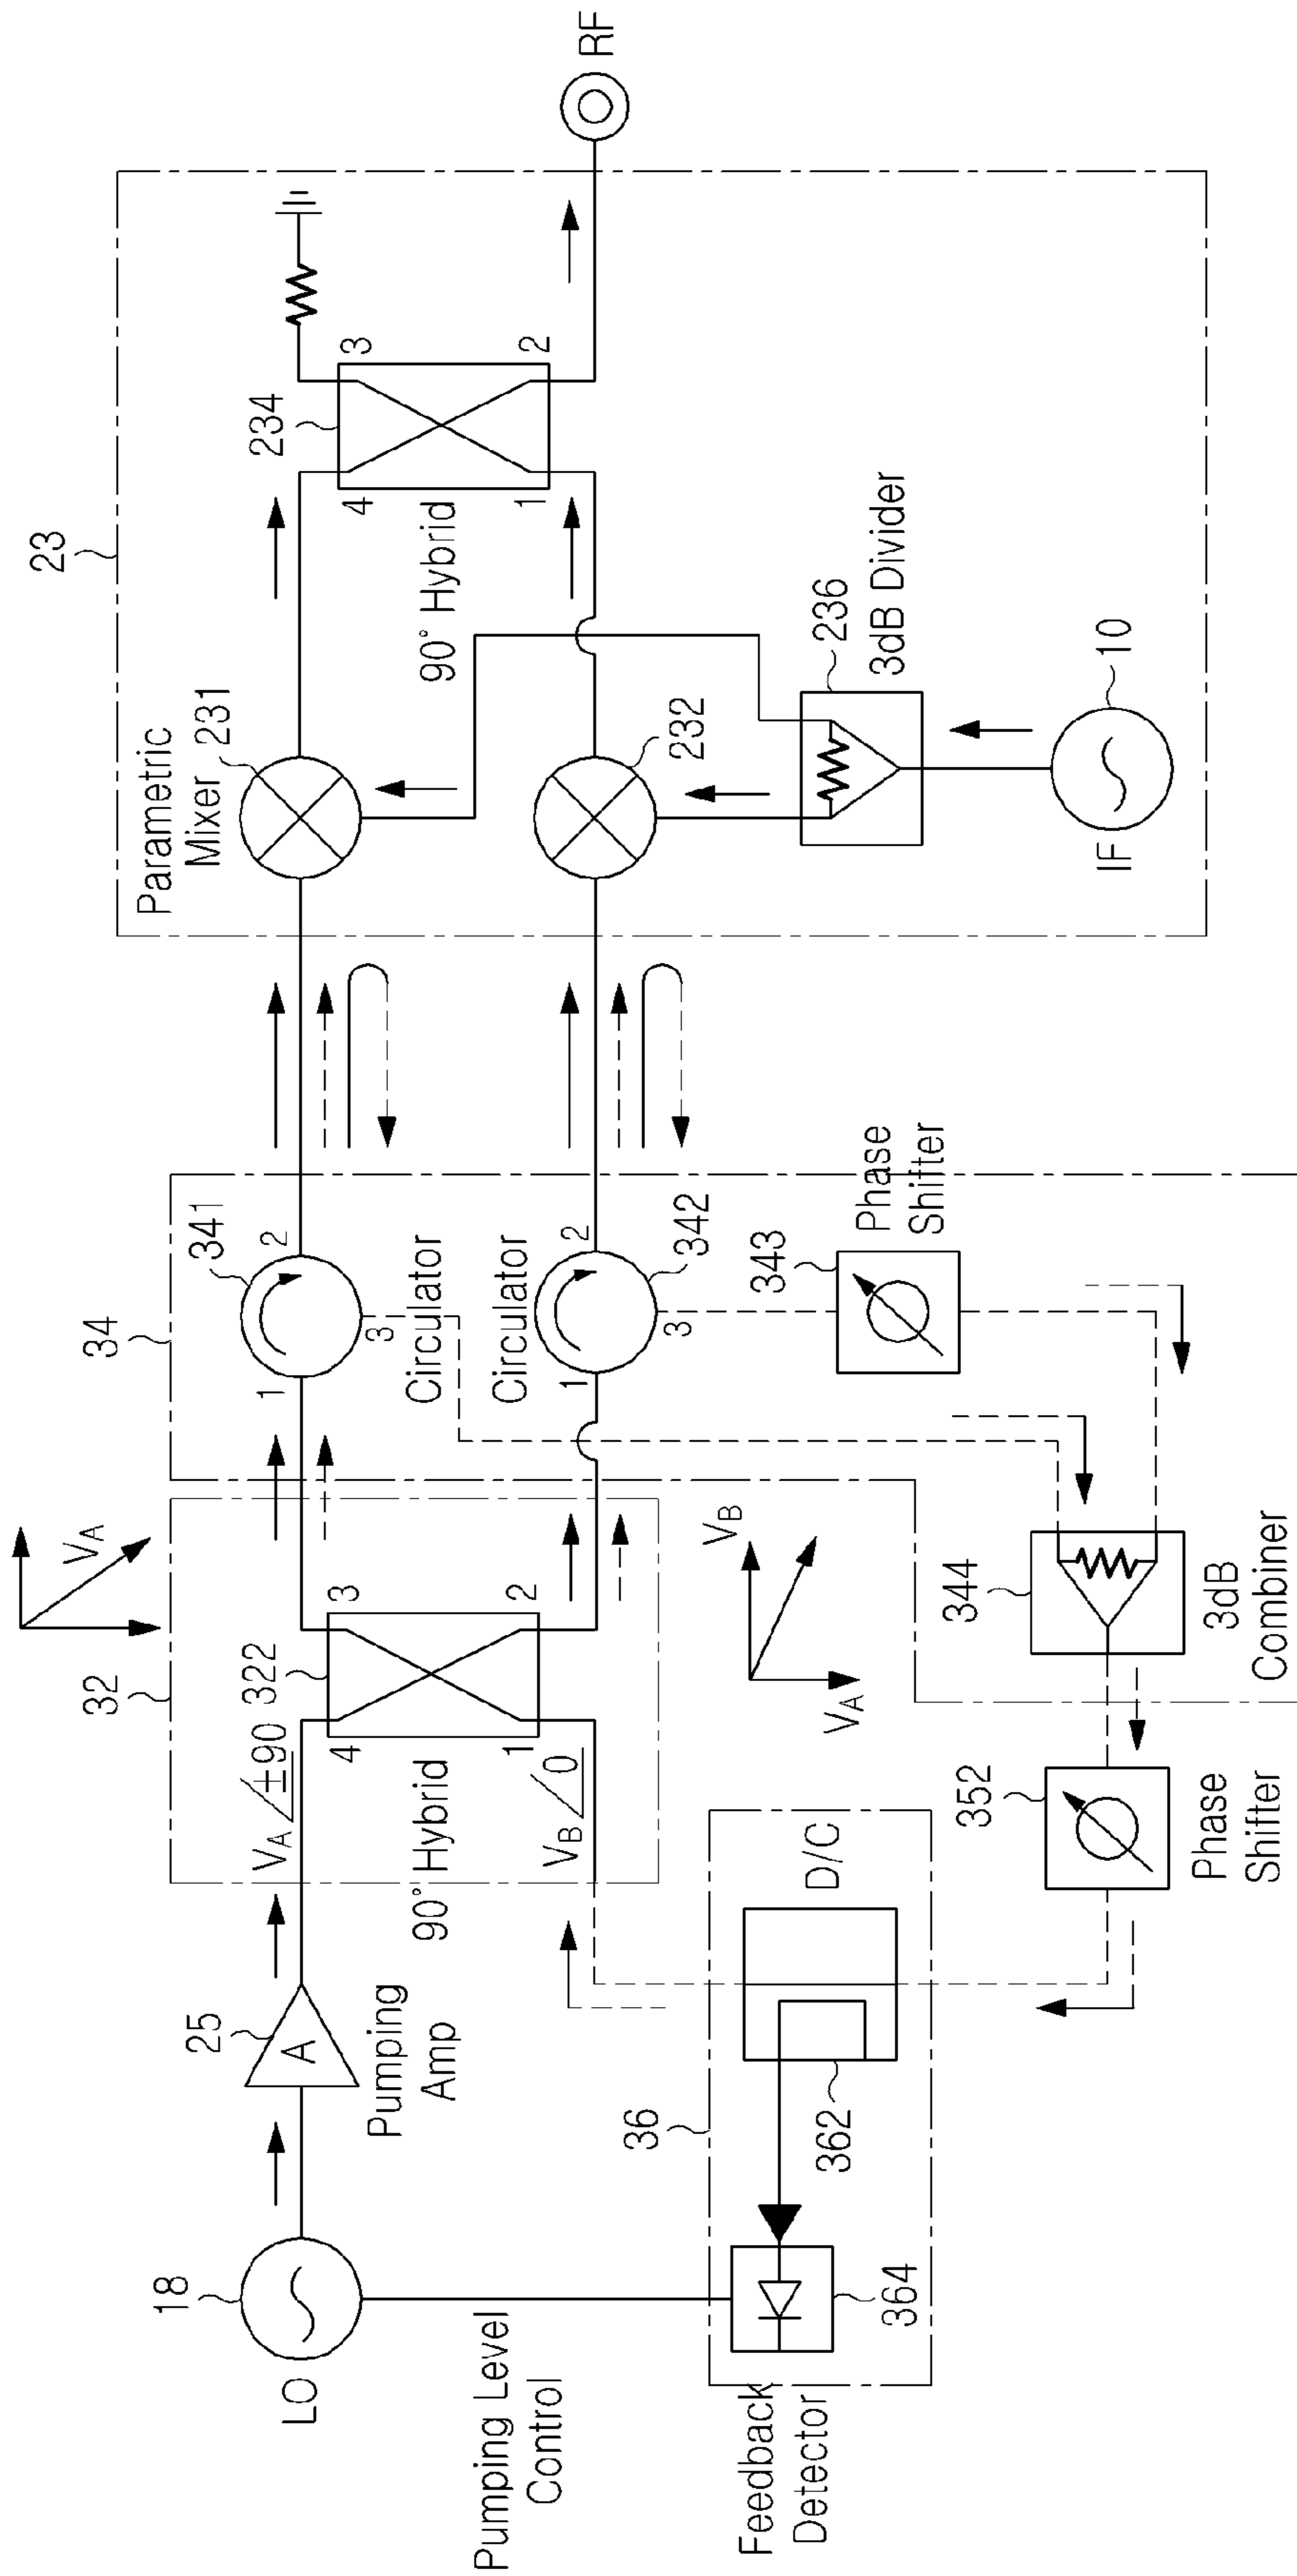 23
RF
Parametric
Mixer
231
234
3
4
2
1
90° Hybrid
232
236
3dB Divider
10
IF
34
341
2
1
3
Circulator
Circulator
342
2
1
3
343
Phase
Shifter
344
3dB
Combiner
32
VA
322
3
4
2
1
VA ∠±90
VB ∠0
90° Hybrid
VB
VA
352
Phase
Shifter
25
A
Pumping
Amp
36
D/C
362
364
18
LO
Pumping Level
Control
Feedback
Detector